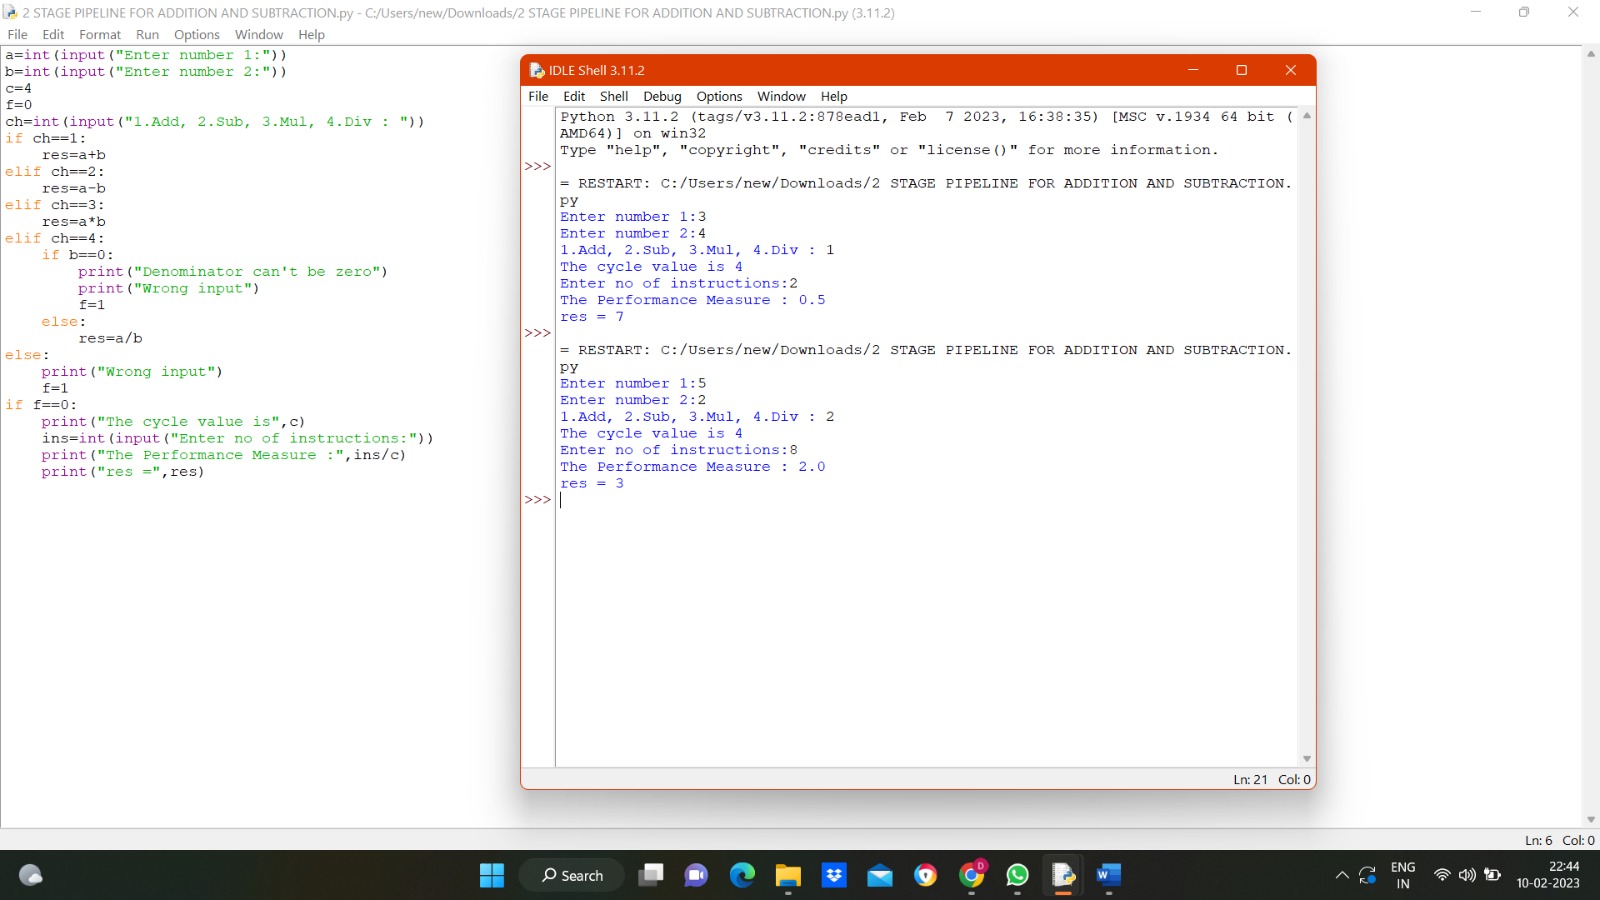 2 STAGE PIPELINE FOR ADDITION AND SUBTRACTION.py - C:/Users/new/Downloads/2 STAGE PIPELINE FOR ADDITION AND SUBTRACTION.py (3.11.2)
File Edit Format Run Options Window Help
a=int(input("Enter number 1:"))
b=int(input("Enter number 2:"))
c=4
f=0
ch=int(input("1.Add, 2.Sub, 3.Mul, 4.Div : "))
if ch==1:
    res=a+b
elif ch==2:
    res=a-b
elif ch==3:
    res=a*b
elif ch==4:
    if b==0:
        print("Denominator can't be zero")
        print("Wrong input")
        f=1
    else:
        res=a/b
else:
    print("Wrong input")
    f=1
if f==0:
    print("The cycle value is",c)
    ins=int(input("Enter no of instructions:"))
    print("The Performance Measure :",ins/c)
    print("res =",res)
IDLE Shell 3.11.2
File Edit Shell Debug Options Window Help
Python 3.11.2 (tags/v3.11.2:878ead1, Feb  7 2023, 16:38:35) [MSC v.1934 64 bit (
AMD64)] on win32
Type "help", "copyright", "credits" or "license()" for more information.
>>>
= RESTART: C:/Users/new/Downloads/2 STAGE PIPELINE FOR ADDITION AND SUBTRACTION.
py
Enter number 1:3
Enter number 2:4
1.Add, 2.Sub, 3.Mul, 4.Div : 1
The cycle value is 4
Enter no of instructions:2
The Performance Measure : 0.5
res = 7
>>>
= RESTART: C:/Users/new/Downloads/2 STAGE PIPELINE FOR ADDITION AND SUBTRACTION.
py
Enter number 1:5
Enter number 2:2
1.Add, 2.Sub, 3.Mul, 4.Div : 2
The cycle value is 4
Enter no of instructions:8
The Performance Measure : 2.0
res = 3
>>>
Ln: 21 Col: 0
Ln: 6 Col: 0
Search
D
W
ENG
IN
22:44
10-02-2023